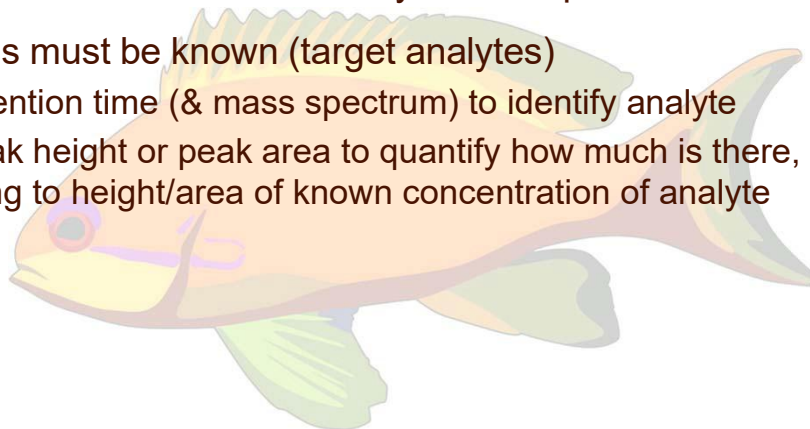 s must be known (target analytes)
ention time (& mass spectrum) to identify analyte
ak height or peak area to quantify how much is there,
g to height/area of known concentration of analyte